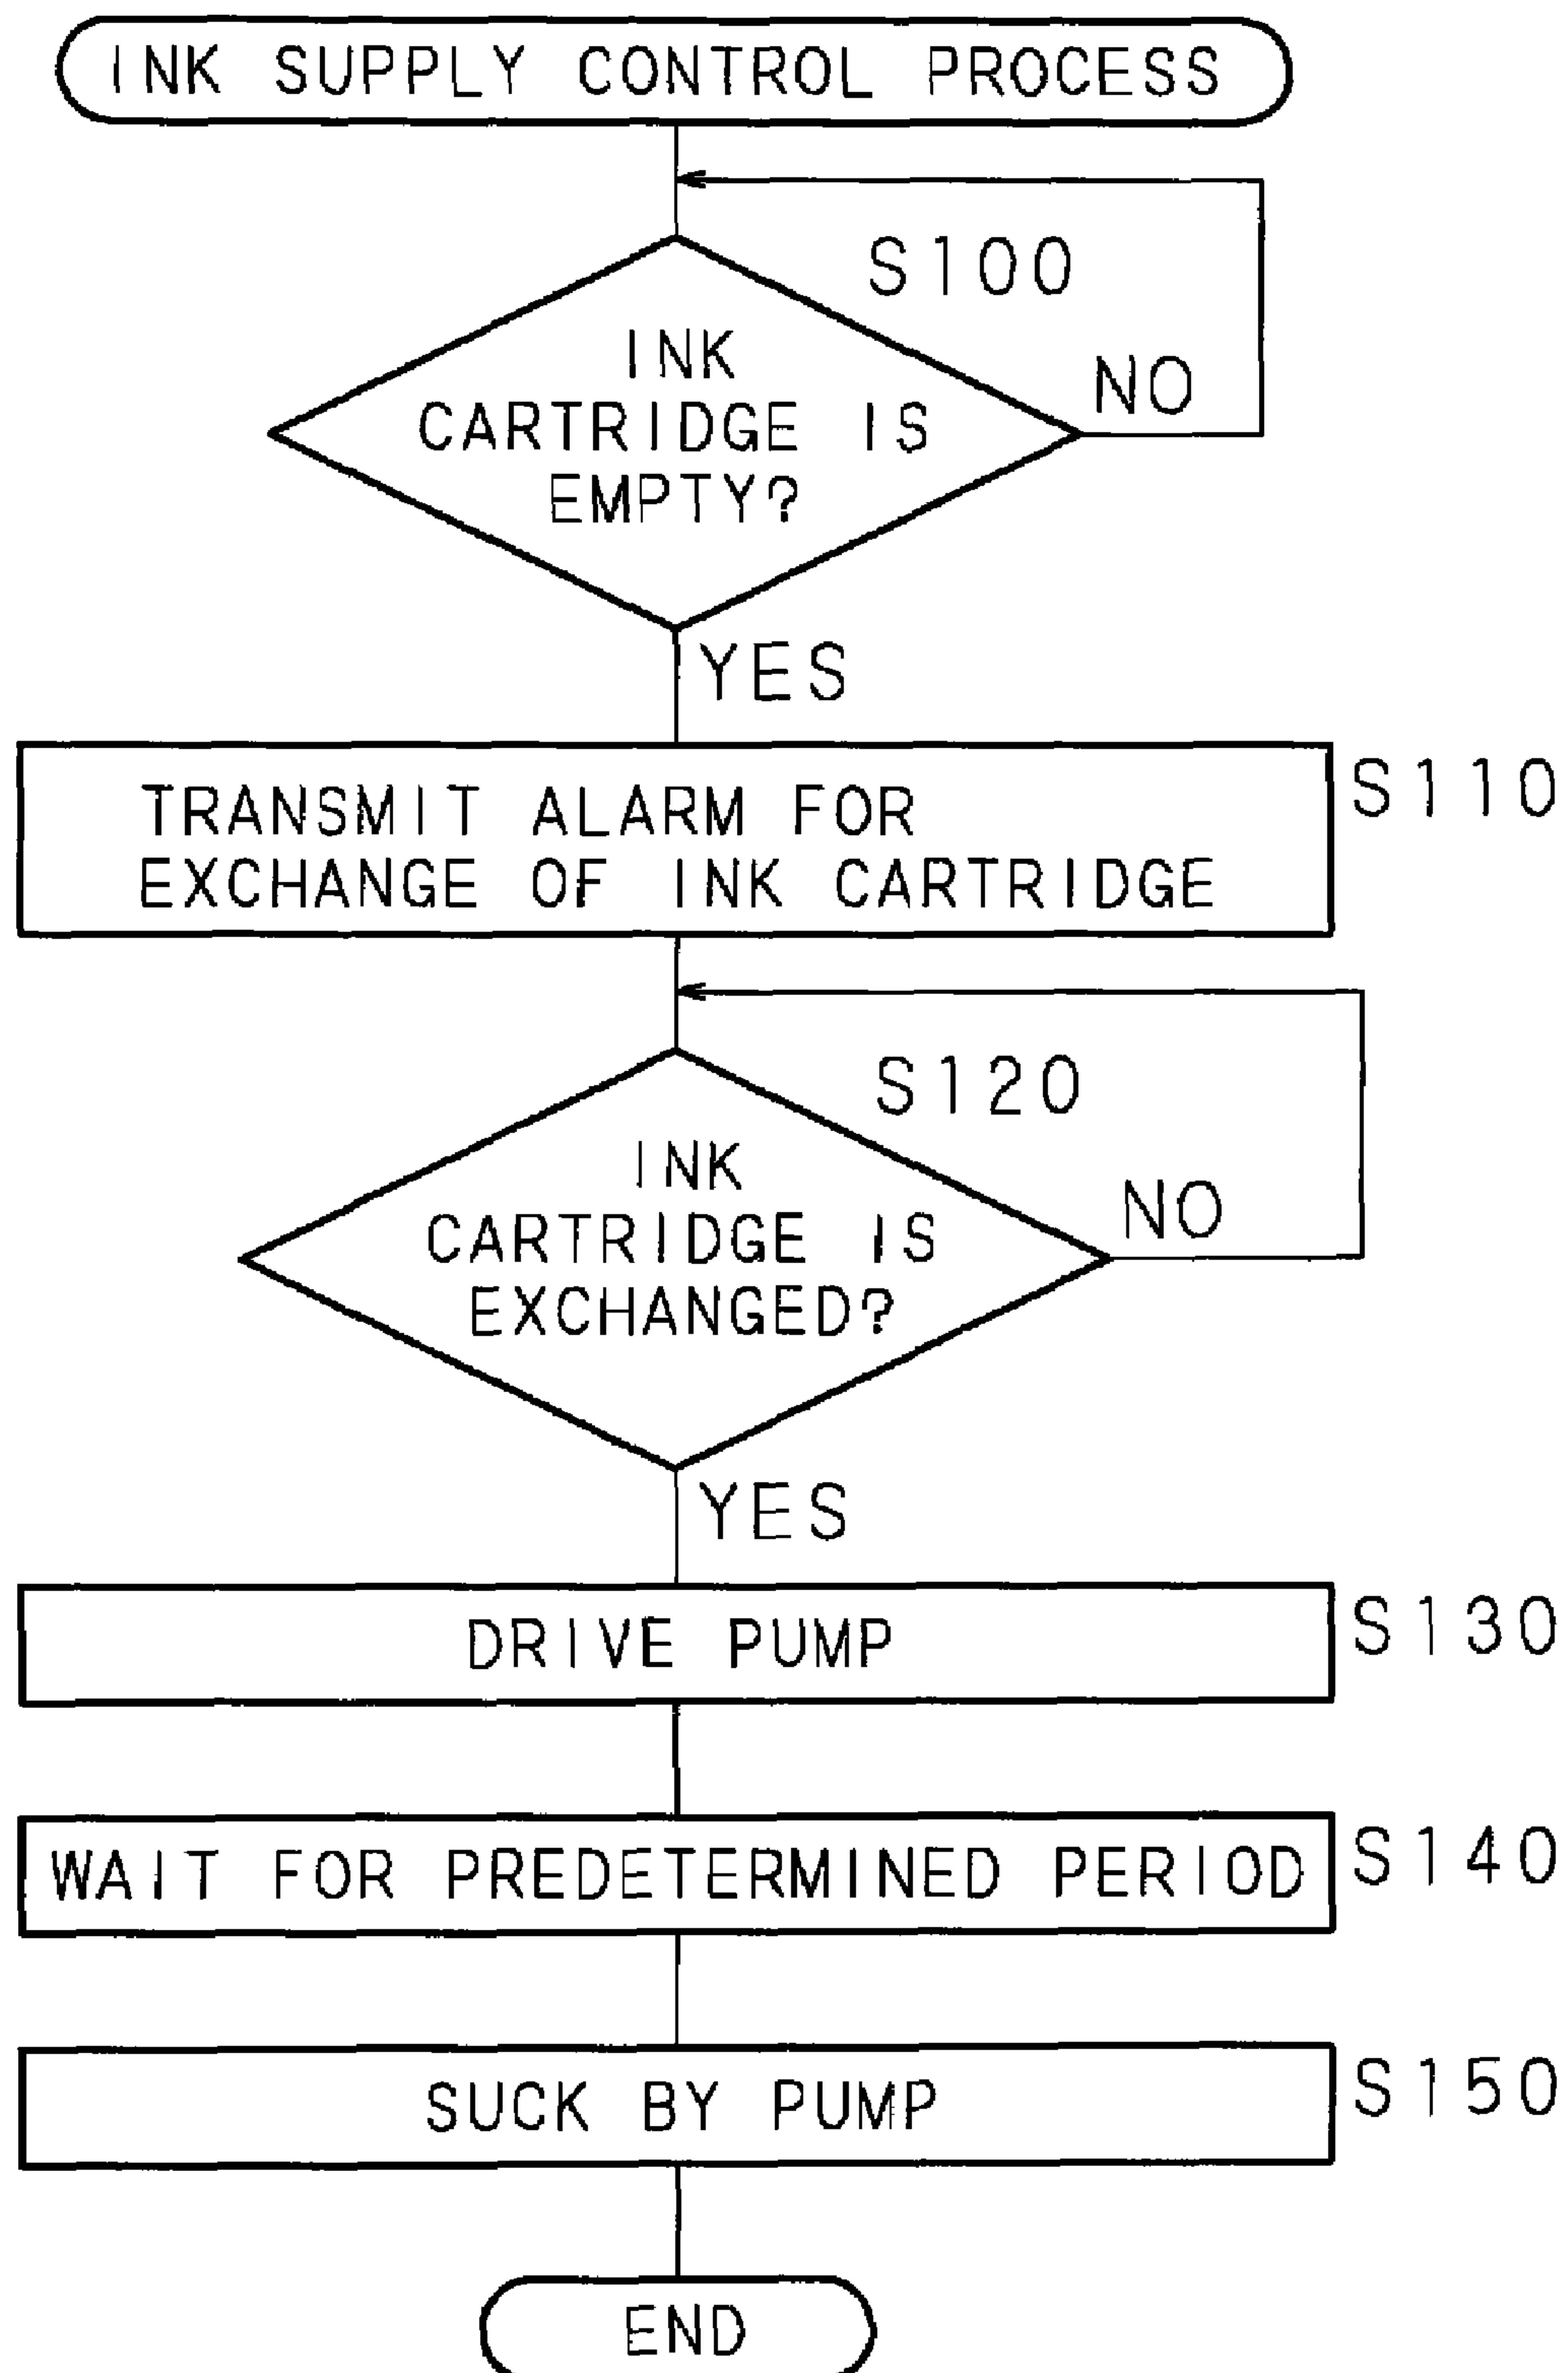 INK SUPPLY CONTROL PROCESS
S100
INK
CARTRIDGE IS
EMPTY?
NO
YES
TRANSMIT ALARM FOR
EXCHANGE OF INK CARTRIDGE
S110
S120
INK
CARTRIDGE IS
EXCHANGED?
NO
YES
DRIVE PUMP
S130
WAIT FOR PREDETERMINED PERIOD
S140
SUCK BY PUMP
S150
END